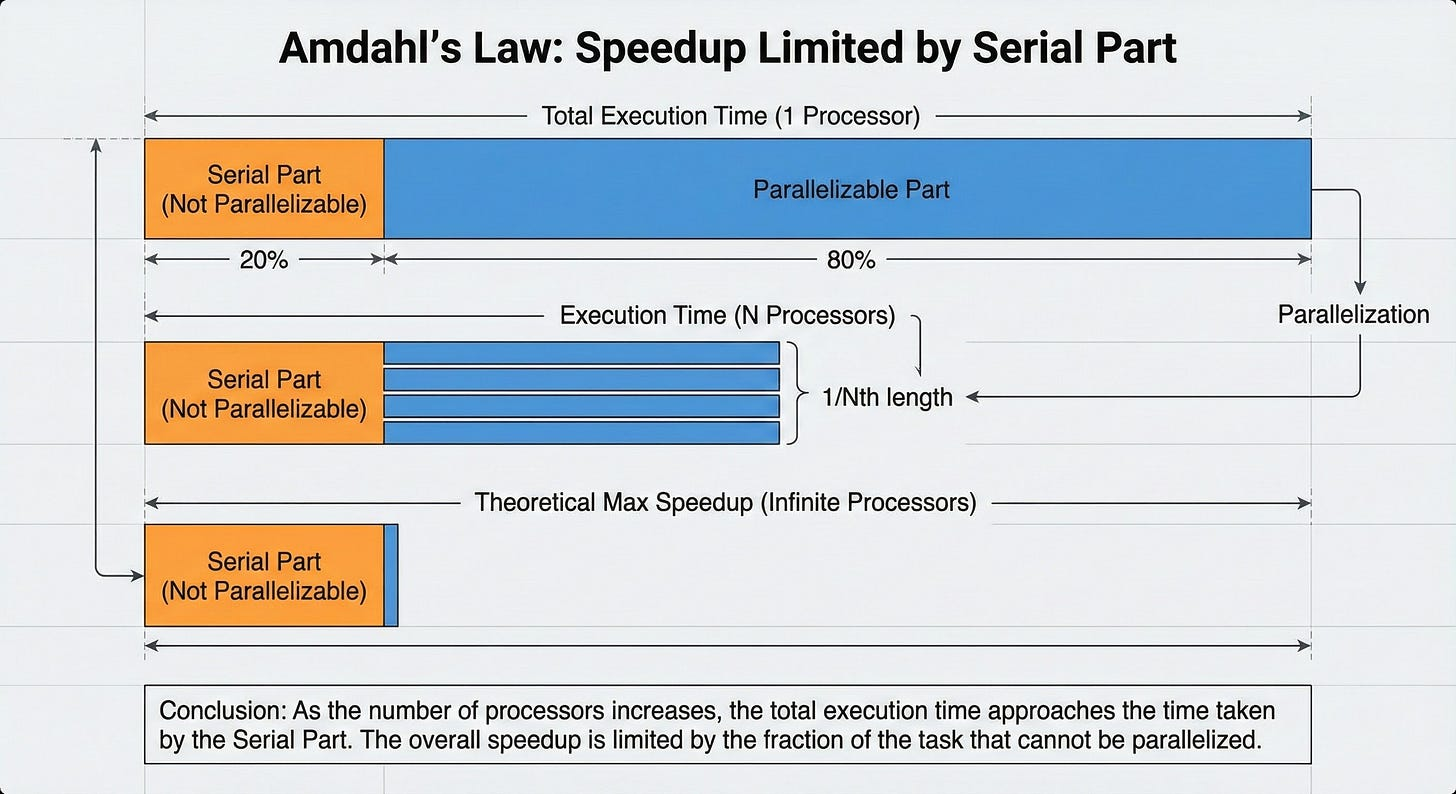 Amdahl’s Law: Speedup Limited by Serial Part
Total Execution Time (1 Processor)
Serial Part
(Not Parallelizable)
Parallelizable Part
20%
80%
Execution Time (N Processors)
Parallelization
Serial Part
(Not Parallelizable)
1/Nth length
Theoretical Max Speedup (Infinite Processors)
Serial Part
(Not Parallelizable)
Conclusion: As the number of processors increases, the total execution time approaches the time taken
by the Serial Part. The overall speedup is limited by the fraction of the task that cannot be parallelized.